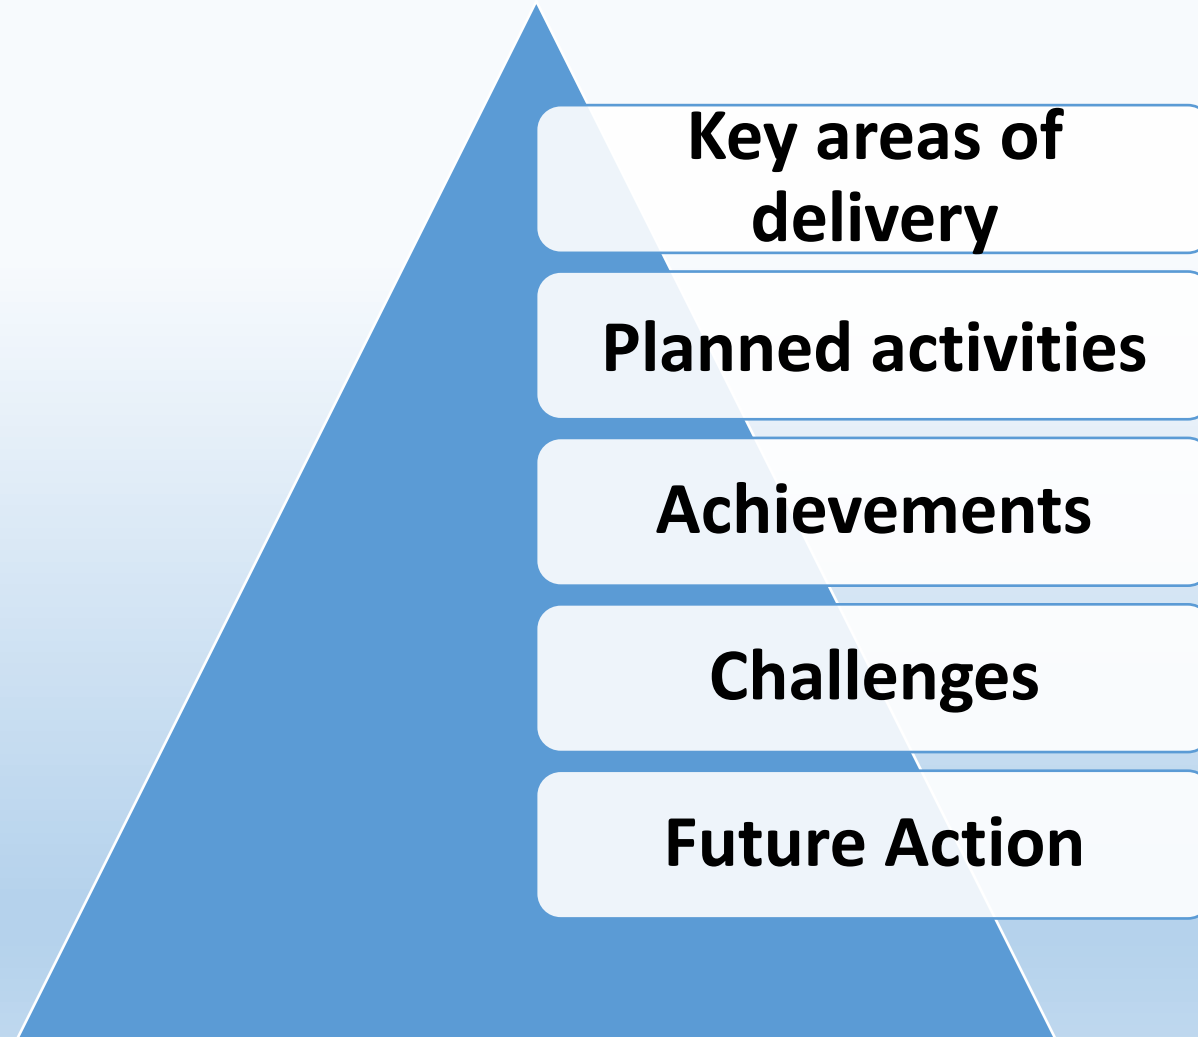 Key areas of
delivery
Planned activities
Achievements
Challenges
Future Action